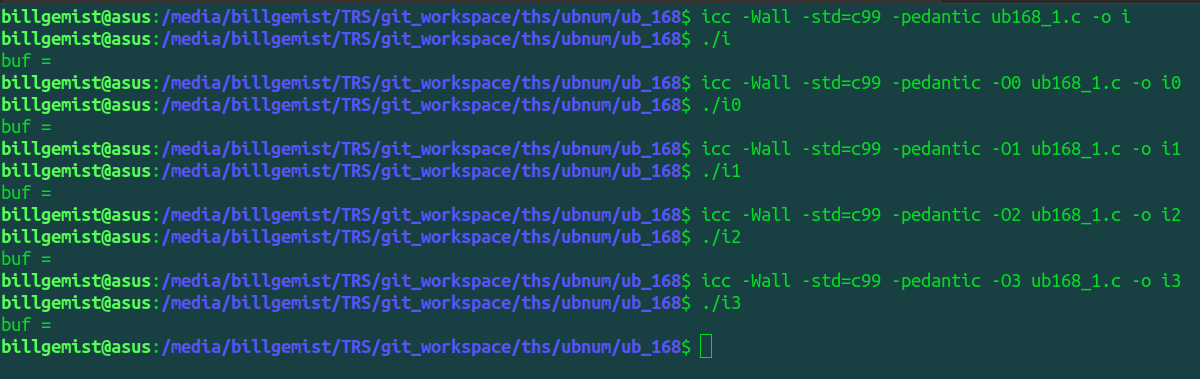 billgemist@asus:/media/billgemist/TRS/git_workspace/ths/ubnum/ub_168$ icc -Wall -std=c99 -pedantic ub168_1.c -o i
billgemist@asus:/media/billgemist/TRS/git_workspace/ths/ubnum/ub_168$ ./i
buf =
billgemist@asus:/media/billgemist/TRS/git_workspace/ths/ubnum/ub_168$ icc -Wall -std=c99 -pedantic -O0 ub168_1.c -o i0
billgemist@asus:/media/billgemist/TRS/git_workspace/ths/ubnum/ub_168$ ./i0
buf =
billgemist@asus:/media/billgemist/TRS/git_workspace/ths/ubnum/ub_168$ icc -Wall -std=c99 -pedantic -O1 ub168_1.c -o i1
billgemist@asus:/media/billgemist/TRS/git_workspace/ths/ubnum/ub_168$ ./i1
buf =
billgemist@asus:/media/billgemist/TRS/git_workspace/ths/ubnum/ub_168$ icc -Wall -std=c99 -pedantic -O2 ub168_1.c -o i2
billgemist@asus:/media/billgemist/TRS/git_workspace/ths/ubnum/ub_168$ ./i2
buf =
billgemist@asus:/media/billgemist/TRS/git_workspace/ths/ubnum/ub_168$ icc -Wall -std=c99 -pedantic -O3 ub168_1.c -o i3
billgemist@asus:/media/billgemist/TRS/git_workspace/ths/ubnum/ub_168$ ./i3
buf =
billgemist@asus:/media/billgemist/TRS/git_workspace/ths/ubnum/ub_168$